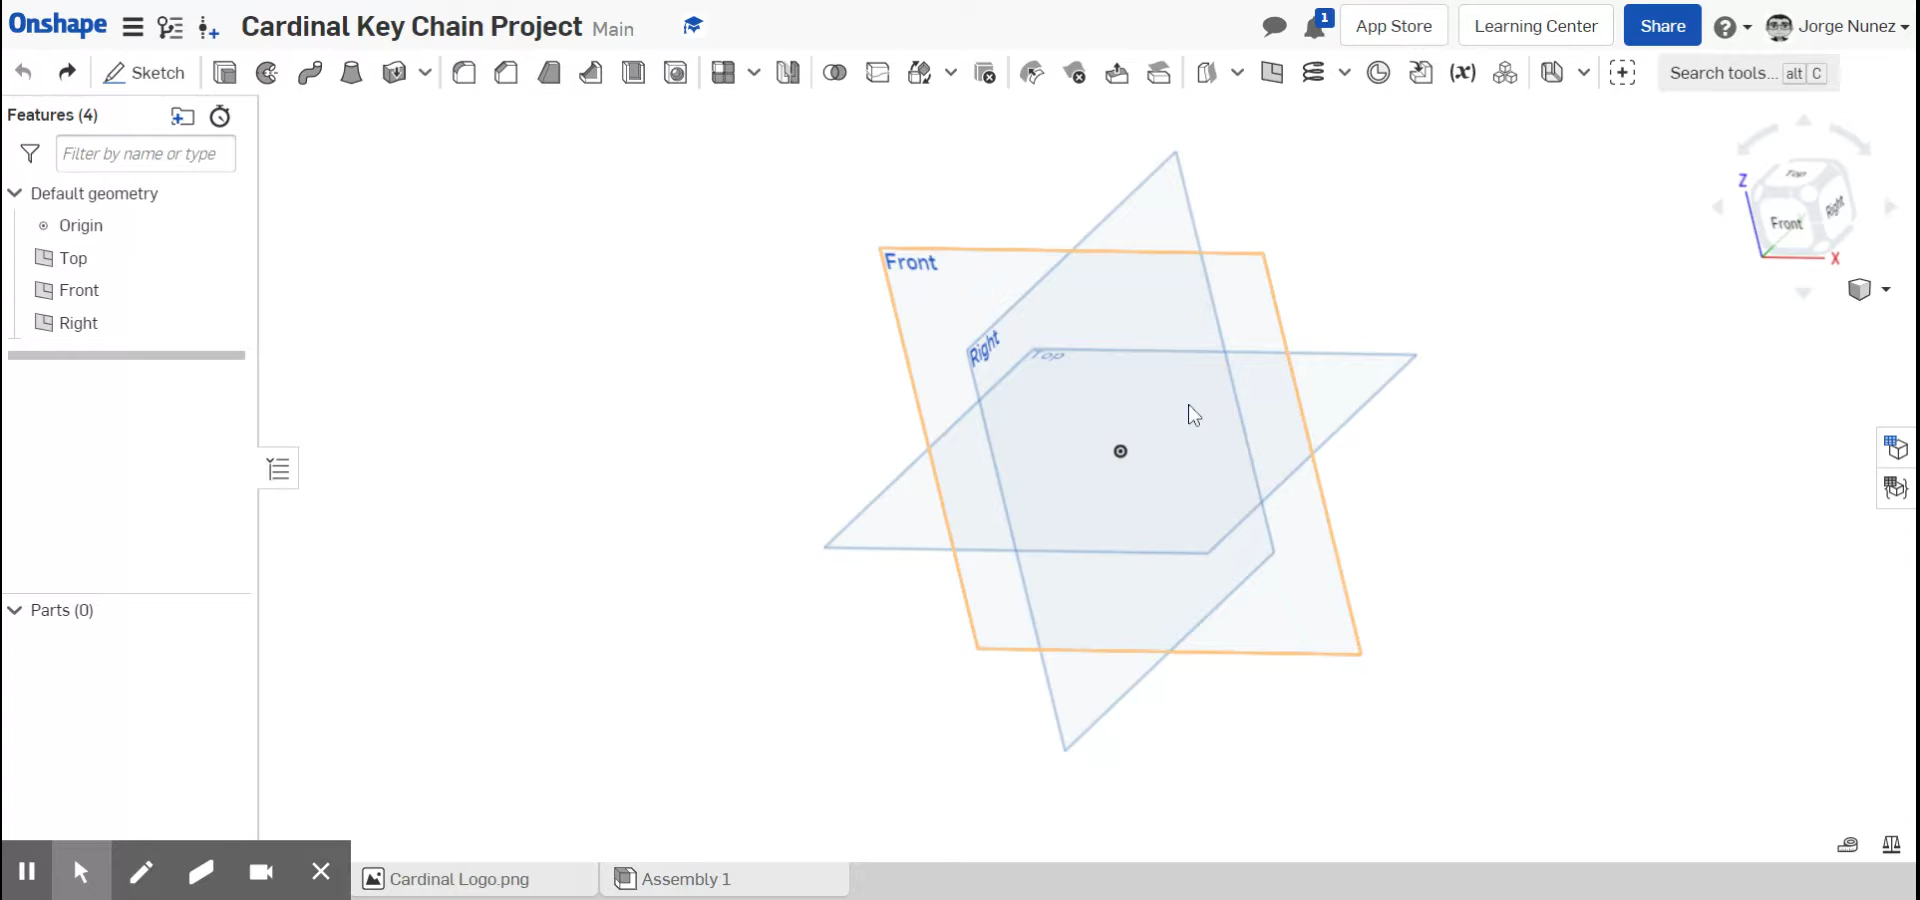 Onshape Cardinal Key Chain Project Main 1 App Store Learning Center Share ? Jorge Nunez
Sketch (x) Search tools... alt C
Features (4)
Filter by name or type
Default geometry
Origin
Top
Front
Right
Parts (0)
Front
Right
Top
Top
Z
Front
Right
X
Cardinal Logo.png
Assembly 1